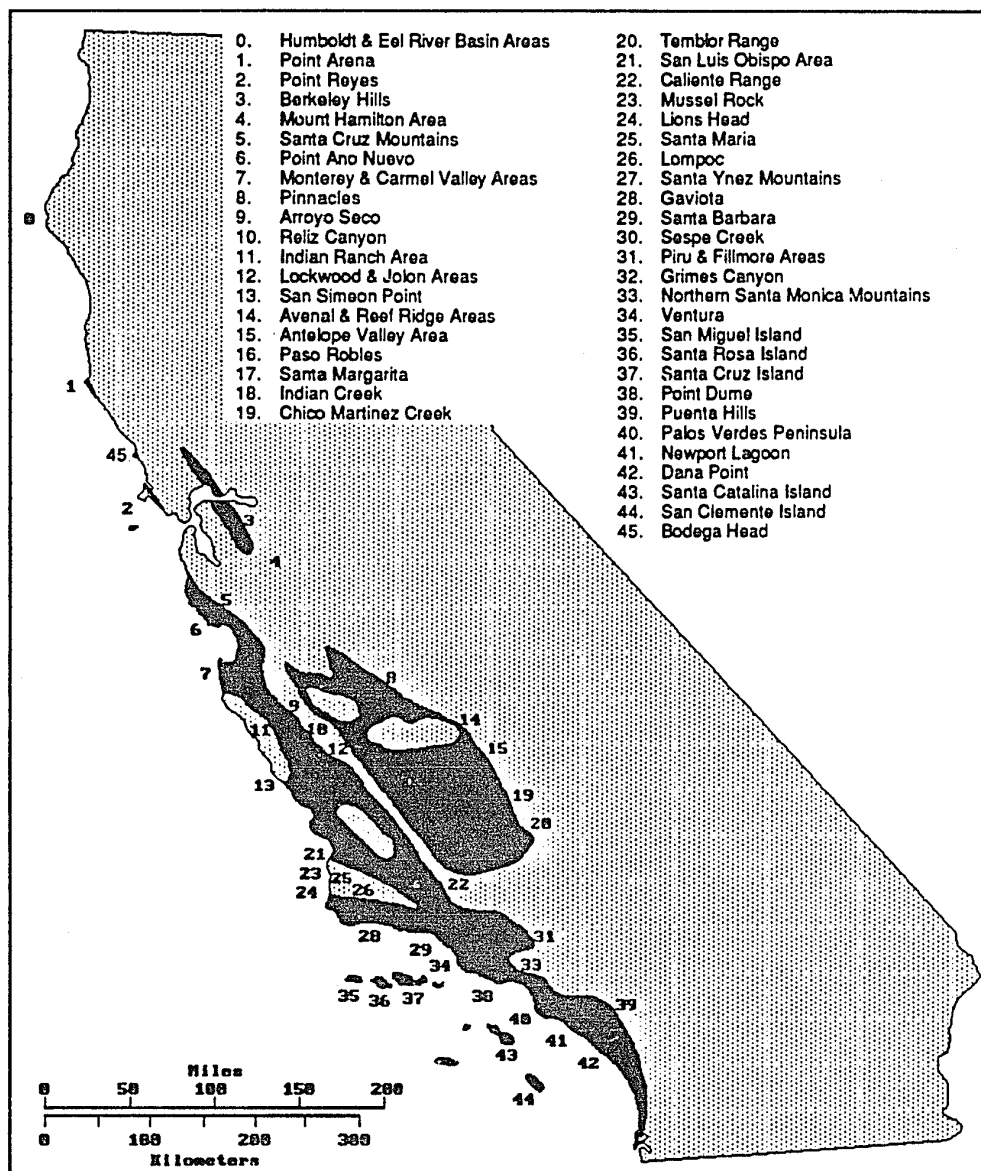 0. Humboldt & Eel River Basin Areas
1. Point Arena
2. Point Reyes
3. Berkeley Hills
4. Mount Hamilton Area
5. Santa Cruz Mountains
6. Point Ano Nuevo
7. Monterey & Carmel Valley Areas
8. Pinnacles
9. Arroyo Seco
10. Reliz Canyon
11. Indian Ranch Area
12. Lockwood & Jolon Areas
13. San Simeon Point
14. Avenal & Reef Ridge Areas
15. Antelope Valley Area
16. Paso Robles
17. Santa Margarita
18. Indian Creek
19. Chico Martinez Creek
20. Temblor Range
21. San Luis Obispo Area
22. Caliente Range
23. Mussel Rock
24. Lions Head
25. Santa Maria
26. Lompoc
27. Santa Ynez Mountains
28. Gaviota
29. Santa Barbara
30. Sespe Creek
31. Piru & Fillmore Areas
32. Grimes Canyon
33. Northern Santa Monica Mountains
34. Ventura
35. San Miguel Island
36. Santa Rosa Island
37. Santa Cruz Island
38. Point Dume
39. Puenta Hills
40. Palos Verdes Peninsula
41. Newport Lagoon
42. Dana Point
43. Santa Catalina Island
44. San Clemente Island
45. Bodega Head
0
1
45
2
3
4
5
6
7
8
9
10
11
12
13
14
15
19
20
21
22
23
24
25
26
28
29
31
33
34
35
36
37
38
39
40
41
42
43
44
Miles
0 50 100 150 200
0 100 200 300
Kilometers